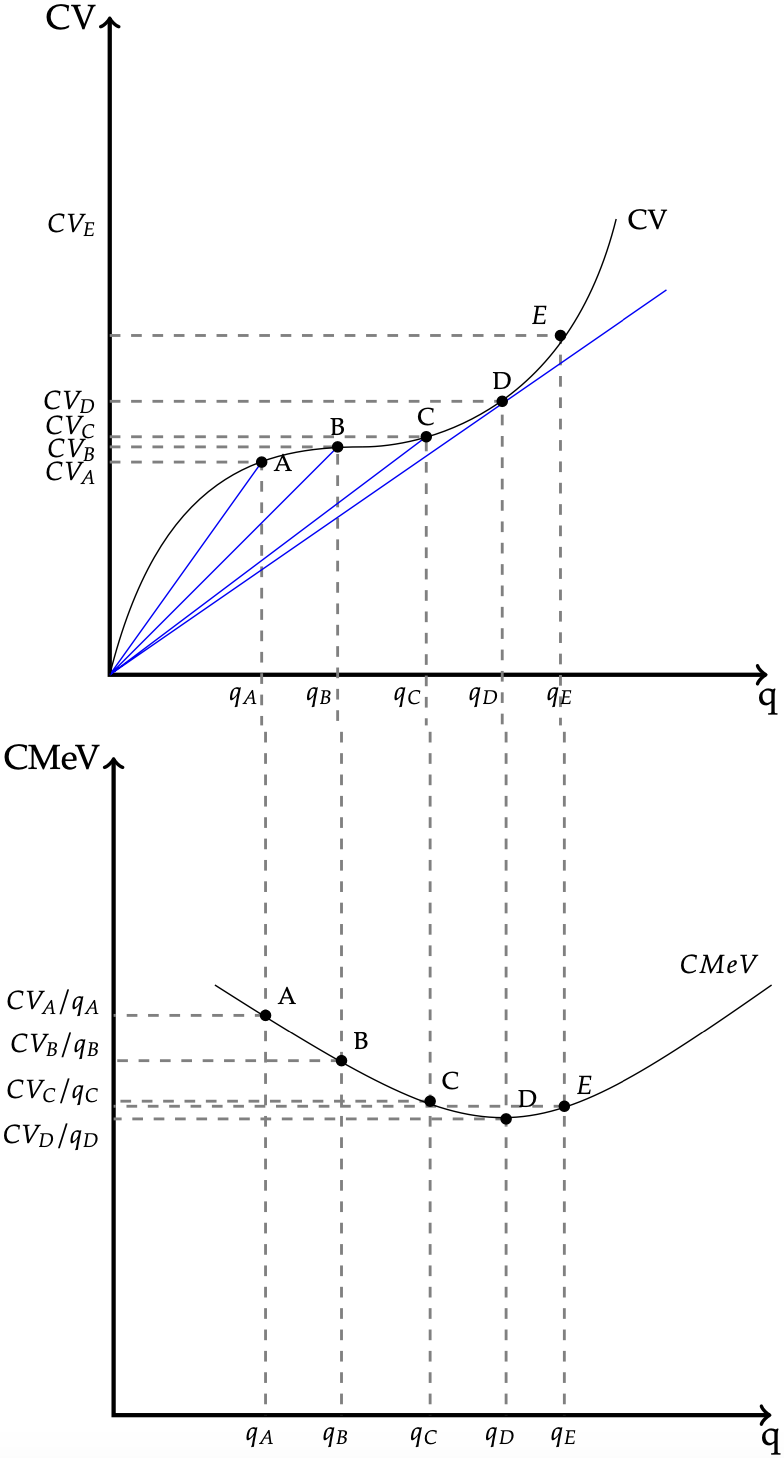 CV
CV_E
CV
E
CV_D
D
CV_C
C
CV_B
B
CV_A
A
q_A q_B q_C q_D q_E
q
CMeV
CMeV
CV_A/q_A
A
CV_B/q_B
B
CV_C/q_C
C
D
E
CV_D/q_D
q_A q_B q_C q_D q_E
q